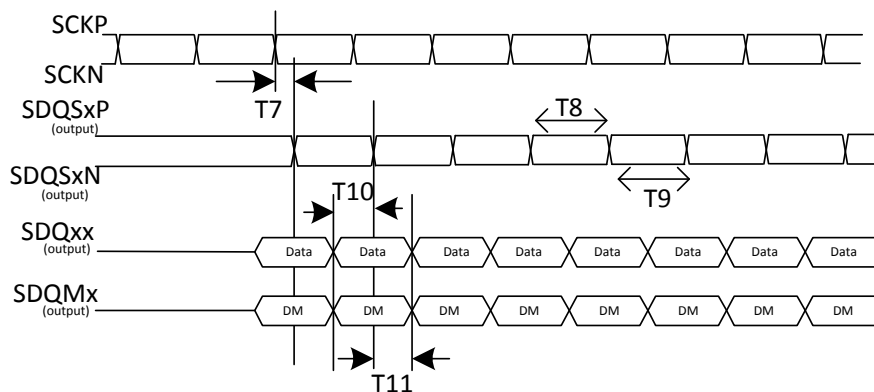 SCKP
SCKN
T7
SDQSxP
(output)
T8
SDQSxN
(output)
T10
T9
SDQxx
(output)
Data Data Data Data Data Data Data Data
SDQMx
(output)
DM DM DM DM DM DM DM DM
T11